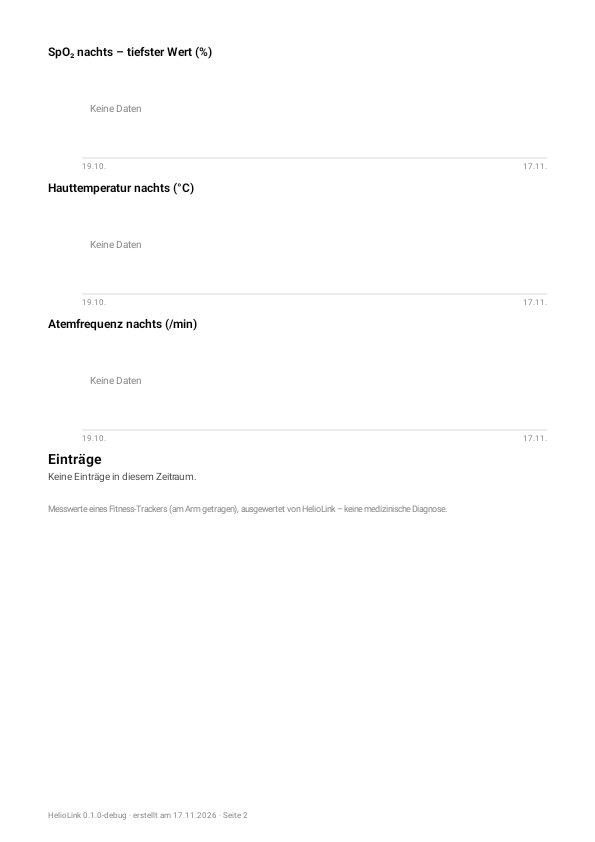 SpO₂ nachts – tiefster Wert (%)
Keine Daten
19.10. 17.11.
Hauttemperatur nachts (°C)
Keine Daten
19.10. 17.11.
Atemfrequenz nachts (/min)
Keine Daten
19.10. 17.11.
Einträge
Keine Einträge in diesem Zeitraum.
Messwerte eines Fitness-Trackers (am Arm getragen), ausgewertet von HelioLink – keine medizinische Diagnose.
HelioLink 0.1.0-debug · erstellt am 17.11.2026 · Seite 2